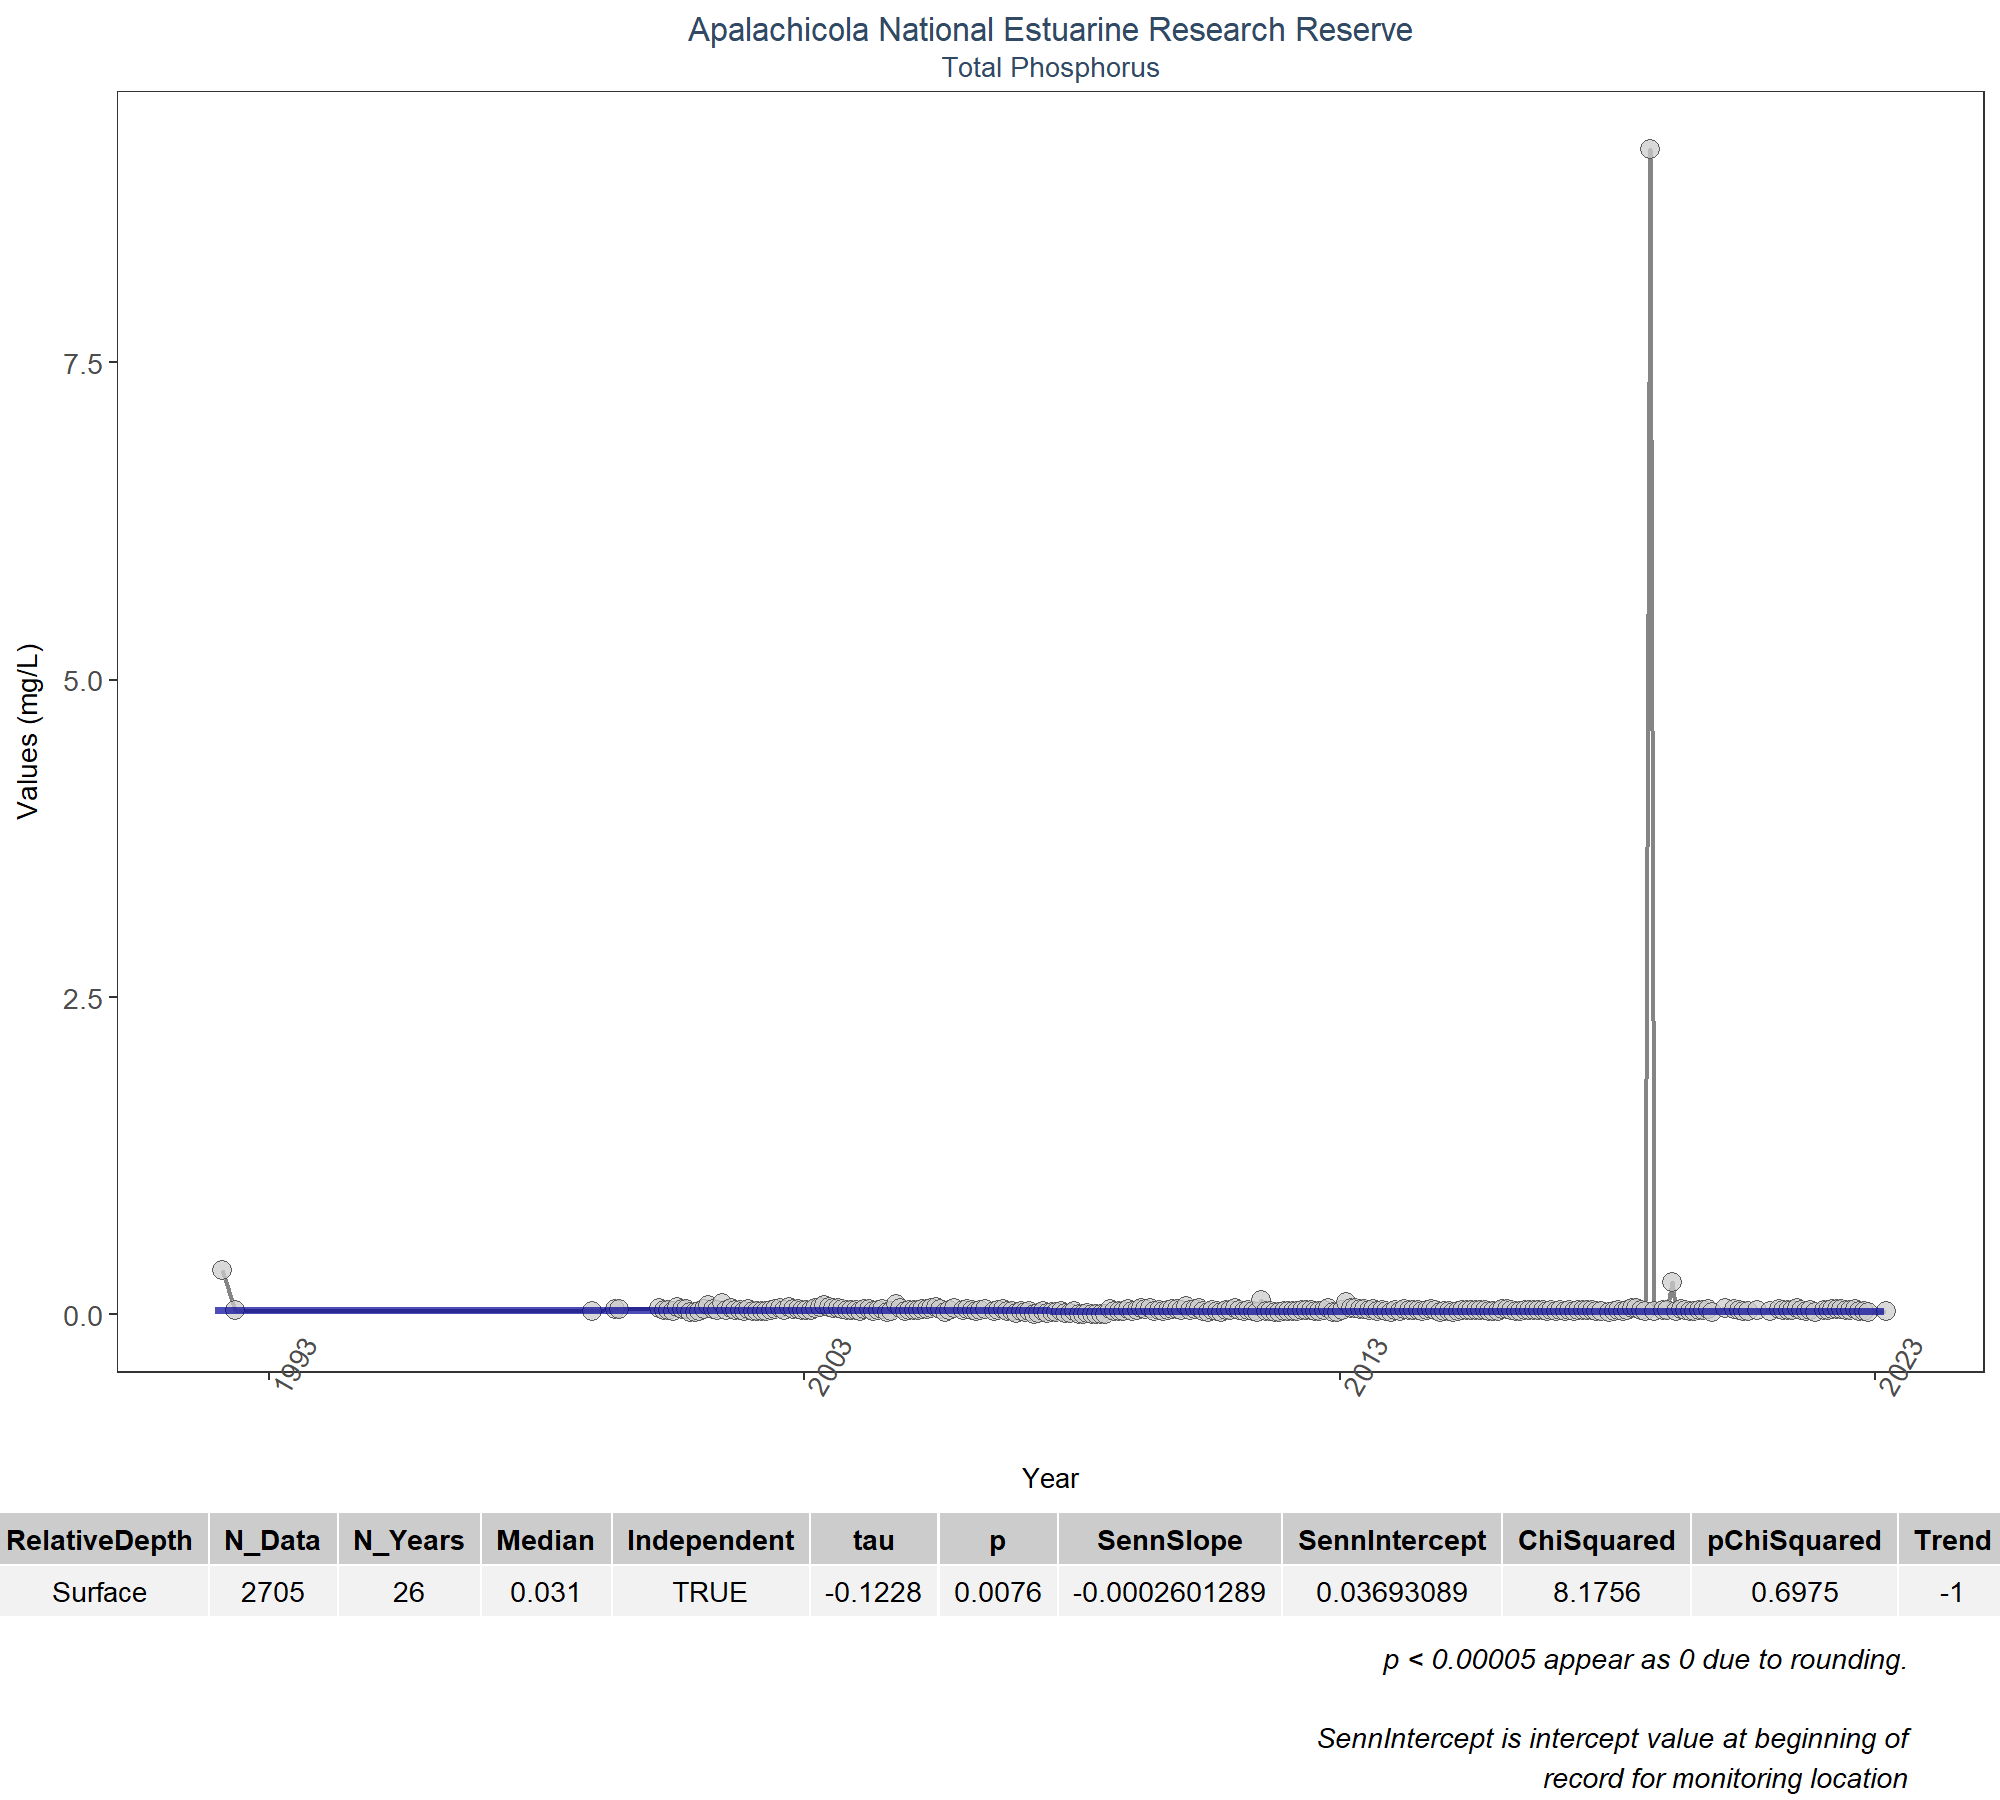 Apalachicola National Estuarine Research Reserve
Total Phosphorus
Values (mg/L)
7.5
5.0
2.5
0.0
1993 2003 2013 2023
Year
RelativeDepth N_Data N_Years Median Independent tau p SennSlope SennIntercept ChiSquared pChiSquared Trend
Surface 2705 26 0.031 TRUE -0.1228 0.0076 -0.0002601289 0.03693089 8.1756 0.6975 -1
p < 0.00005 appear as 0 due to rounding.
SennIntercept is intercept value at beginning of
record for monitoring location